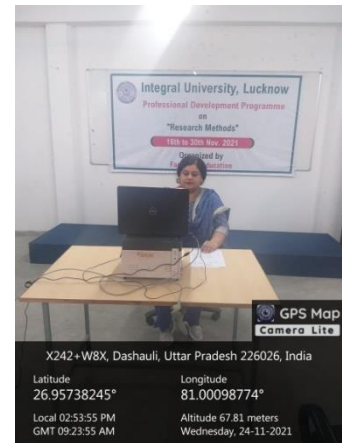 Integral University, Lucknow
Professional Development Programme
on
"Research Methods"
16th to 30th Nov. 2021
Organized by
Education
GPS Map
Camera Lite
X242+W8X, Dashauli, Uttar Pradesh 226026, India
Latitude
26.95738245°
Longitude
81.00098774°
Local 02:53:55 PM
GMT 09:23:55 AM
Altitude 67.81 meters
Wednesday, 24-11-2021